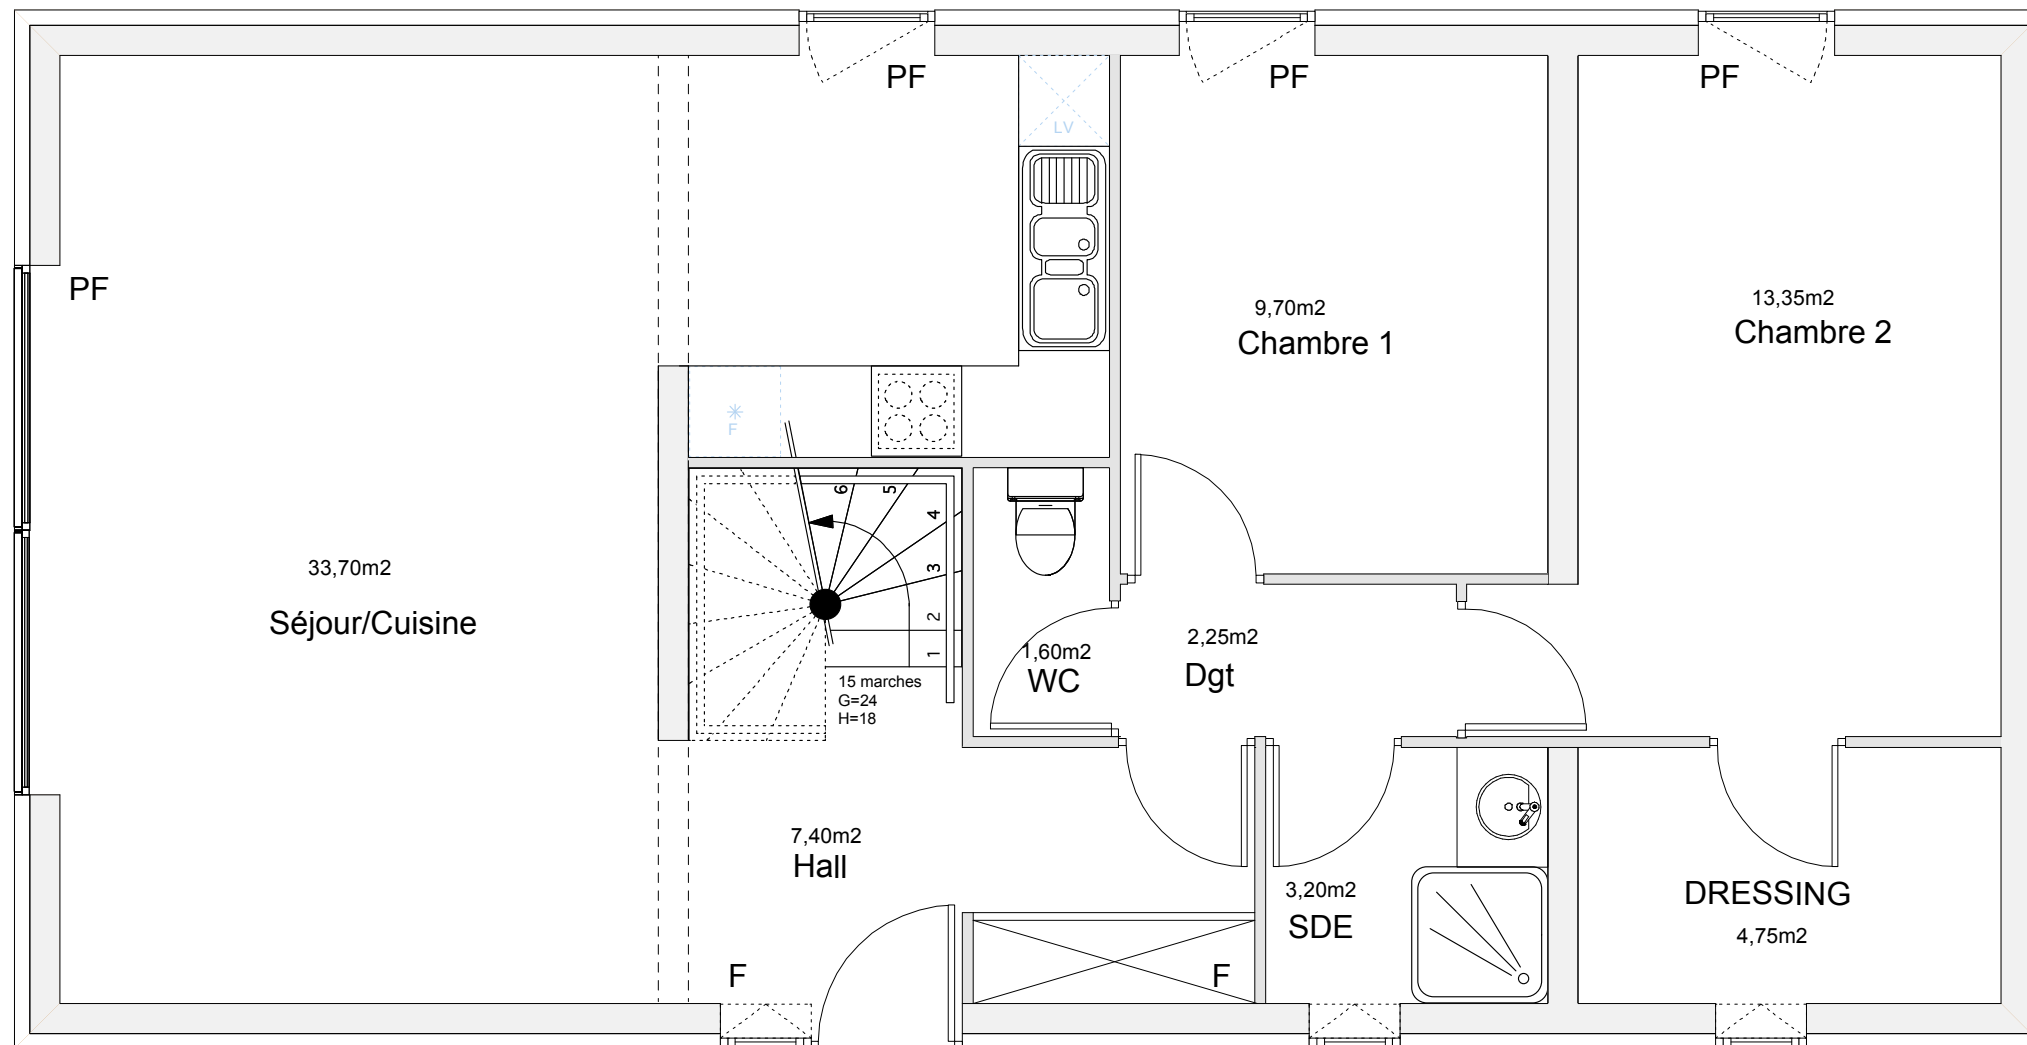 PF
PF
PF
LV
PF
9,70m2
Chambre 1
13,35m2
Chambre 2
F
6
5
4
3
2
1
33,70m2
Séjour/Cuisine
1,60m2
WC
2,25m2
Dgt
15 marches
G=24
H=18
7,40m2
Hall
3,20m2
SDE
DRESSING
4,75m2
F
F